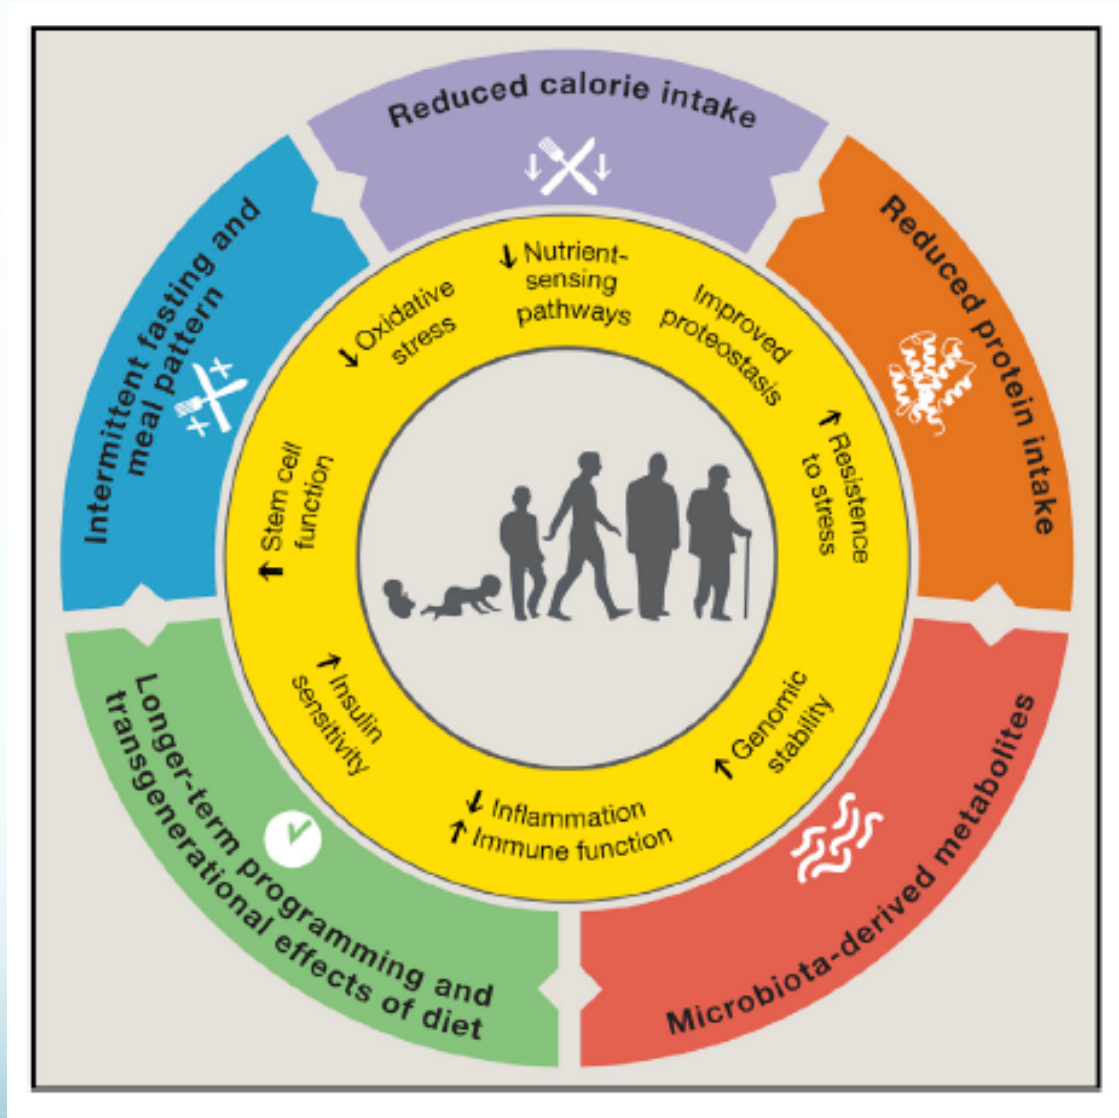 Reduced calorie intake
Reduced protein intake
Microbiota-derived metabolites
Longer-term programming and
transgenerational effects of diet
Intermittent fasting and
meal pattern
↓ Nutrient-
sensing
pathways
Improved
proteostasis
↑ Resistence
to stress
↑ Genomic
stability
↓ Inflammation
↑ Immune function
↑ Insulin
sensitivity
↑ Stem cell
function
↓ Oxidative
stress